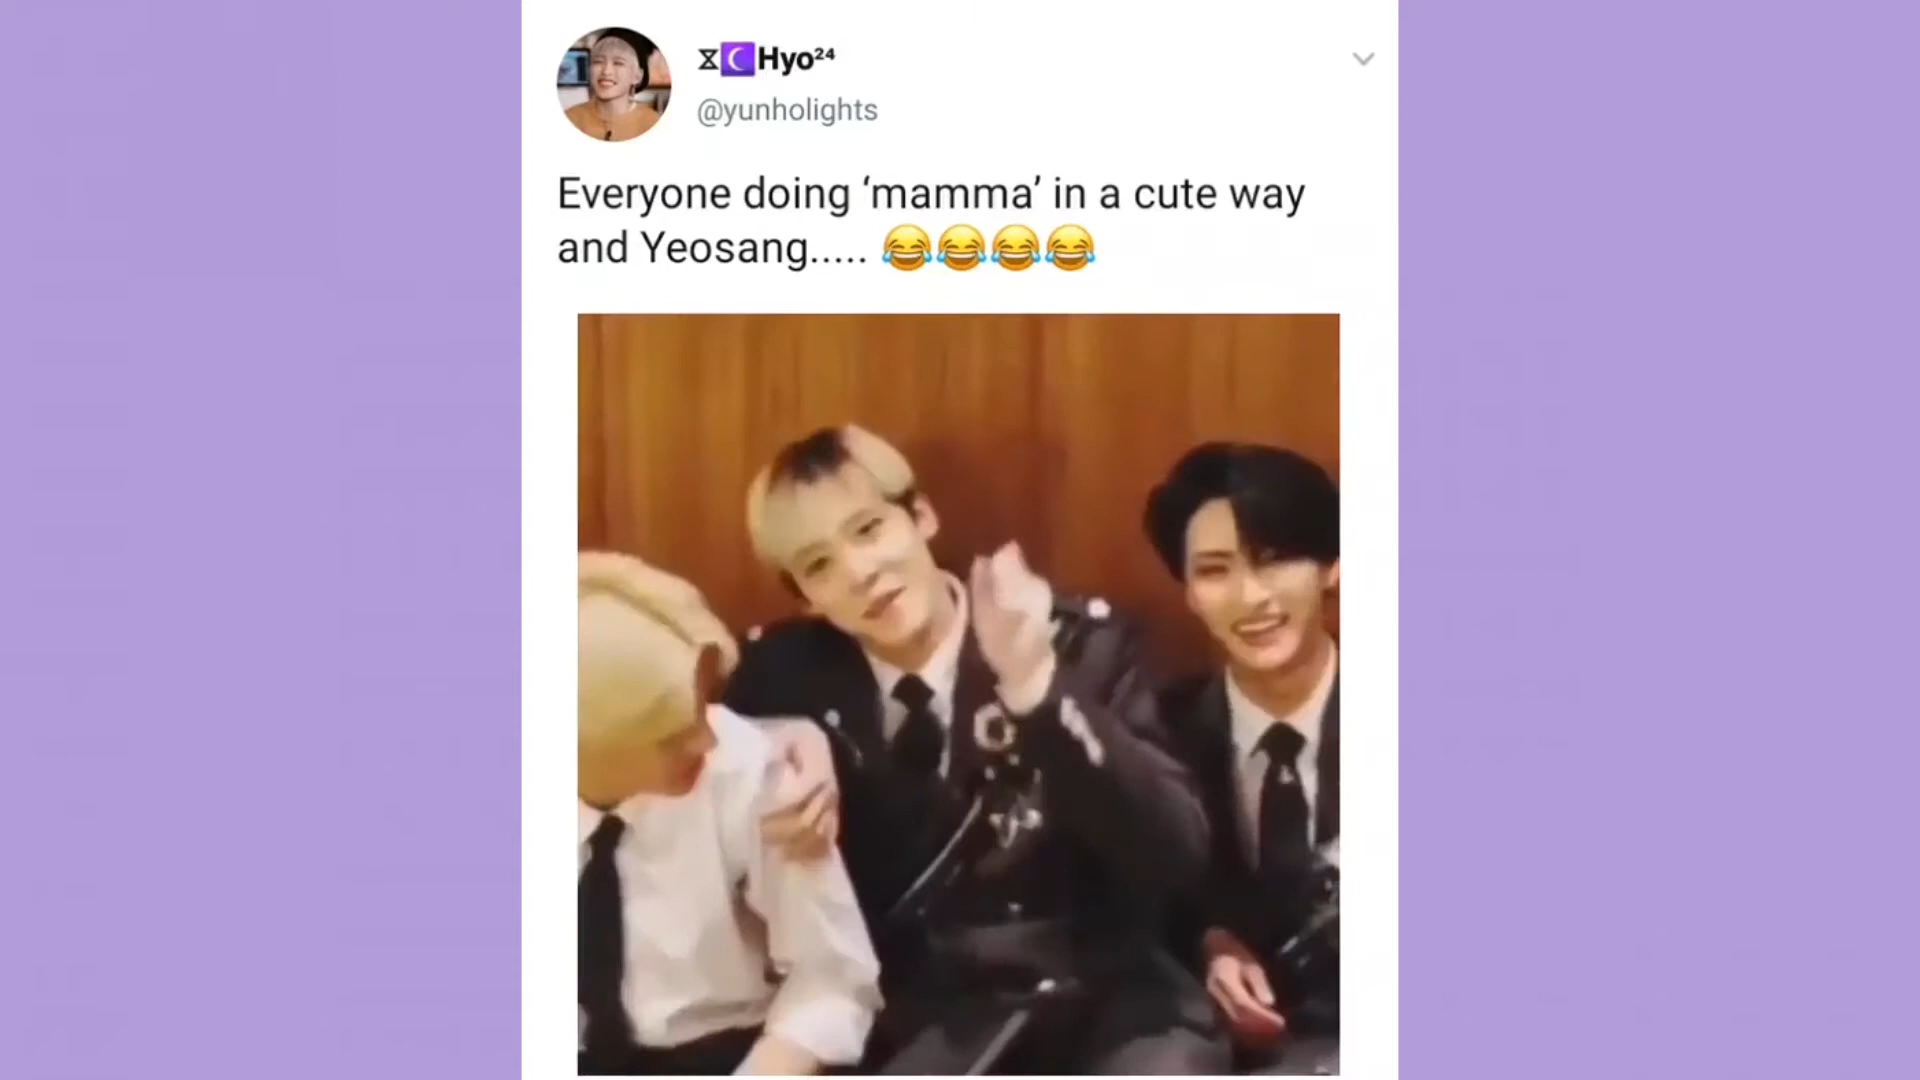 ⧖☪Hyo²⁴
@yunholights
Everyone doing ‘mamma’ in a cute way
and Yeosang..... 😂😂😂😂